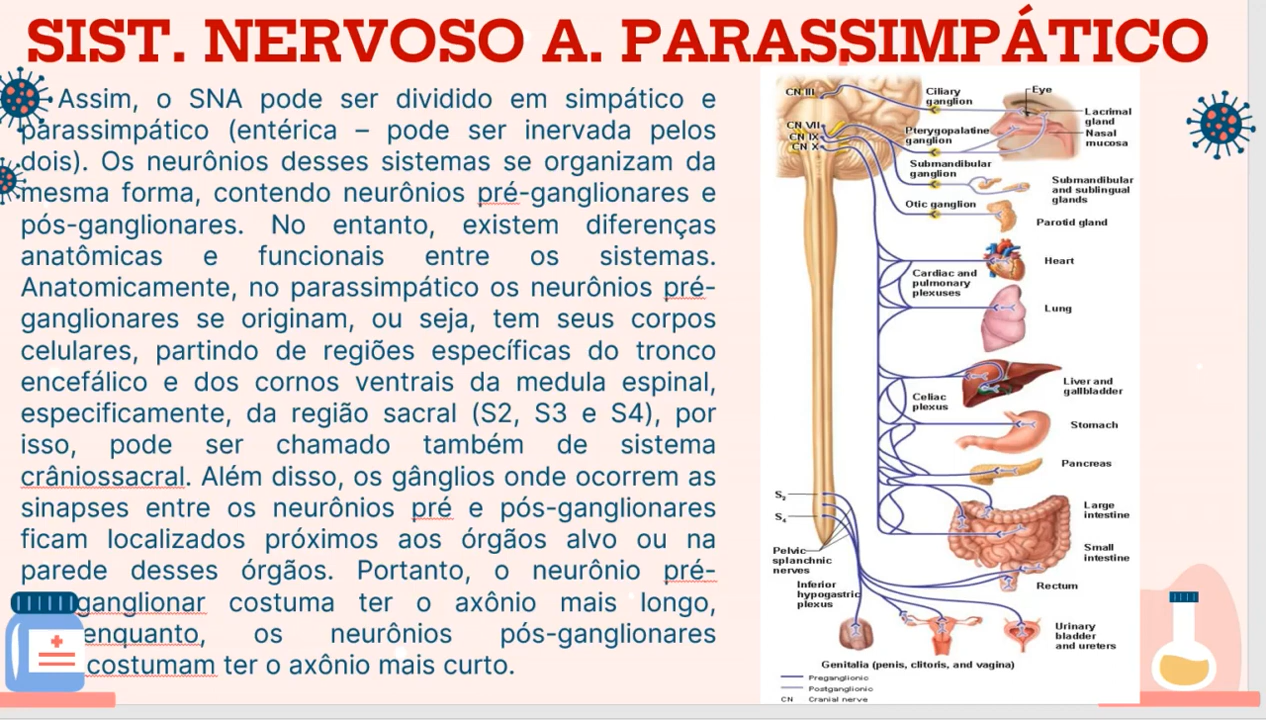 SIST. NERVOSO A. PARASSIMPÁTICO
Assim, o SNA pode ser dividido em simpático e
parassimpático (entérica – pode ser inervada pelos
dois). Os neurônios desses sistemas se organizam da
mesma forma, contendo neurônios pré-ganglionares e
pós-ganglionares. No entanto, existem diferenças
anatômicas e funcionais entre os sistemas.
Anatomicamente, no parassimpático os neurônios pré-
ganglionares se originam, ou seja, tem seus corpos
celulares, partindo de regiões específicas do tronco
encefálico e dos cornos ventrais da medula espinal,
especificamente, da região sacral (S2, S3 e S4), por
isso, pode ser chamado também de sistema
crâniossacral. Além disso, os gânglios onde ocorrem as
sinapses entre os neurônios pré e pós-ganglionares
ficam localizados próximos aos órgãos alvo ou na
parede desses órgãos. Portanto, o neurônio pré-
ganglionar costuma ter o axônio mais longo,
enquanto, os neurônios pós-ganglionares
costumam ter o axônio mais curto.
CN III
CN VII
CN IX
CN X
Ciliary
ganglion
Pterygopalatine
ganglion
Submandibular
ganglion
Otic ganglion
Eye
Lacrimal
gland
Nasal
mucosa
Submandibular
and sublingual
glands
Parotid gland
Heart
Cardiac and
pulmonary
plexuses
Lung
Liver and
gallbladder
Celiac
plexus
Stomach
Pancreas
S2
S4
Large
intestine
Small
intestine
Pelvic
splanchnic
nerves
Inferior
hypogastric
plexus
Rectum
Urinary
bladder
and ureters
Genitalia (penis, clitoris, and vagina)
Preganglionic
Postganglionic
CN Cranial nerve